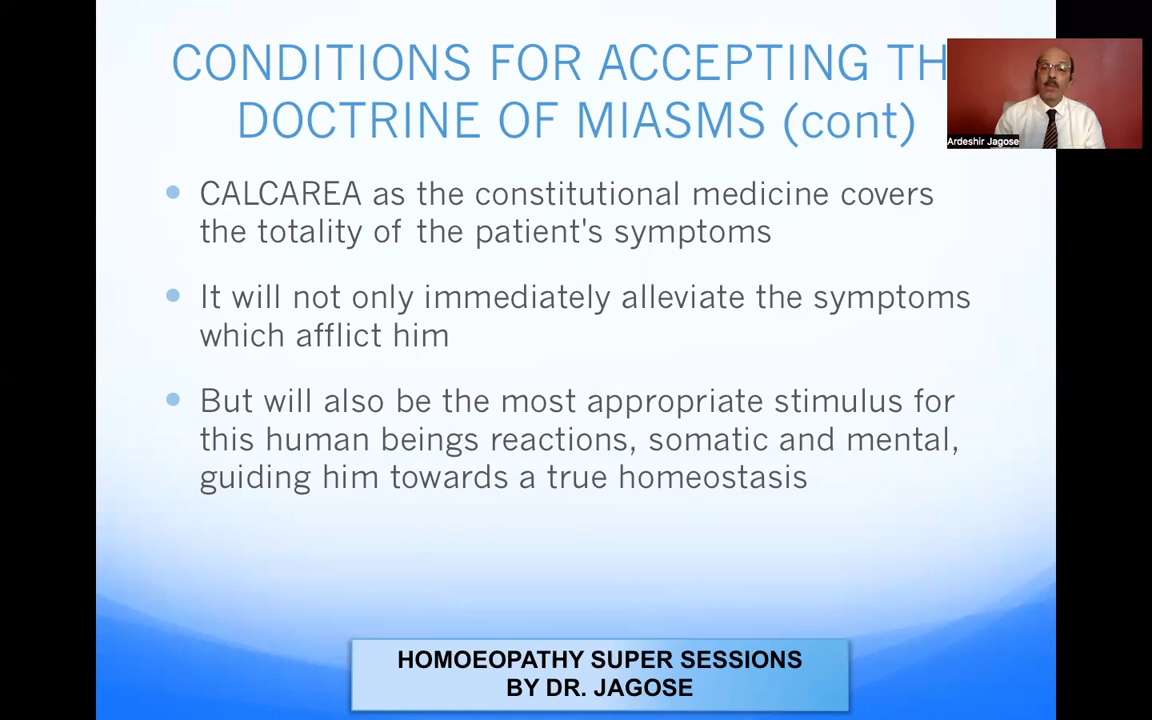 CONDITIONS FOR ACCEPTING TH
DOCTRINE OF MIASMS (cont)
Ardeshir Jagose
CALCAREA as the constitutional medicine covers
the totality of the patient's symptoms
It will not only immediately alleviate the symptoms
which afflict him
But will also be the most appropriate stimulus for
this human beings reactions, somatic and mental,
guiding him towards a true homeostasis
HOMOEOPATHY SUPER SESSIONS
BY DR. JAGOSE